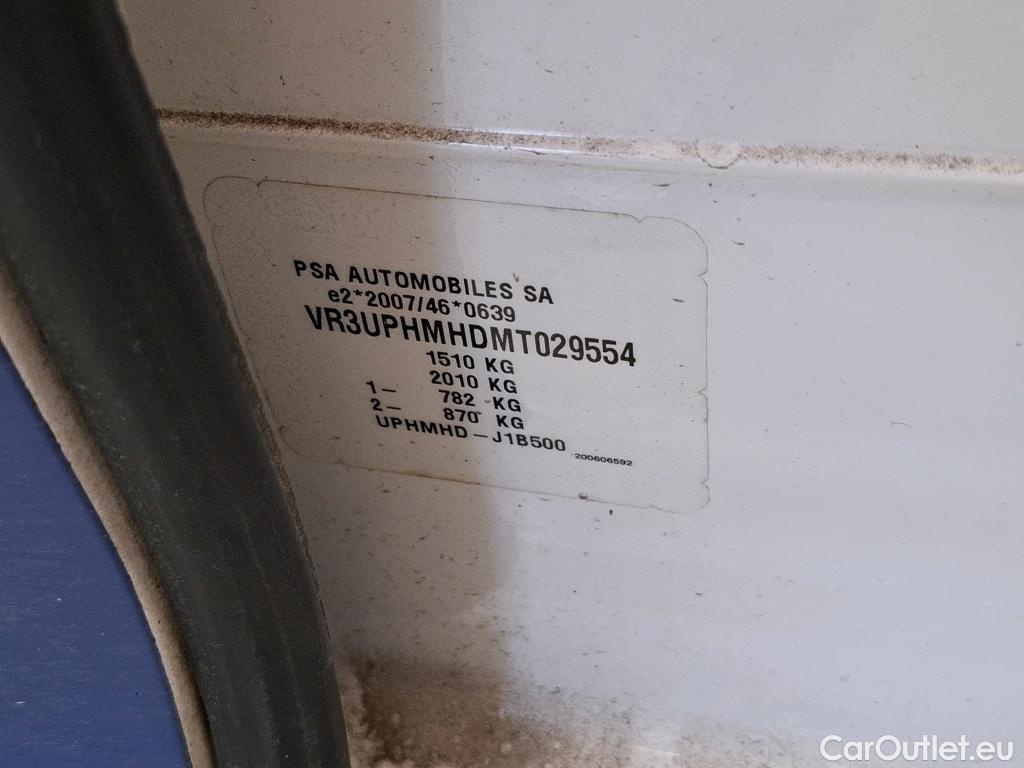 PSA AUTOMOBILES SA
e2*2007/46*0639
VR3UPHMHDMT029554
1510 KG
2010 KG
1- 782 KG
2- 870 KG
UPHMHD-J1B500
200606592
CarOutlet.eu